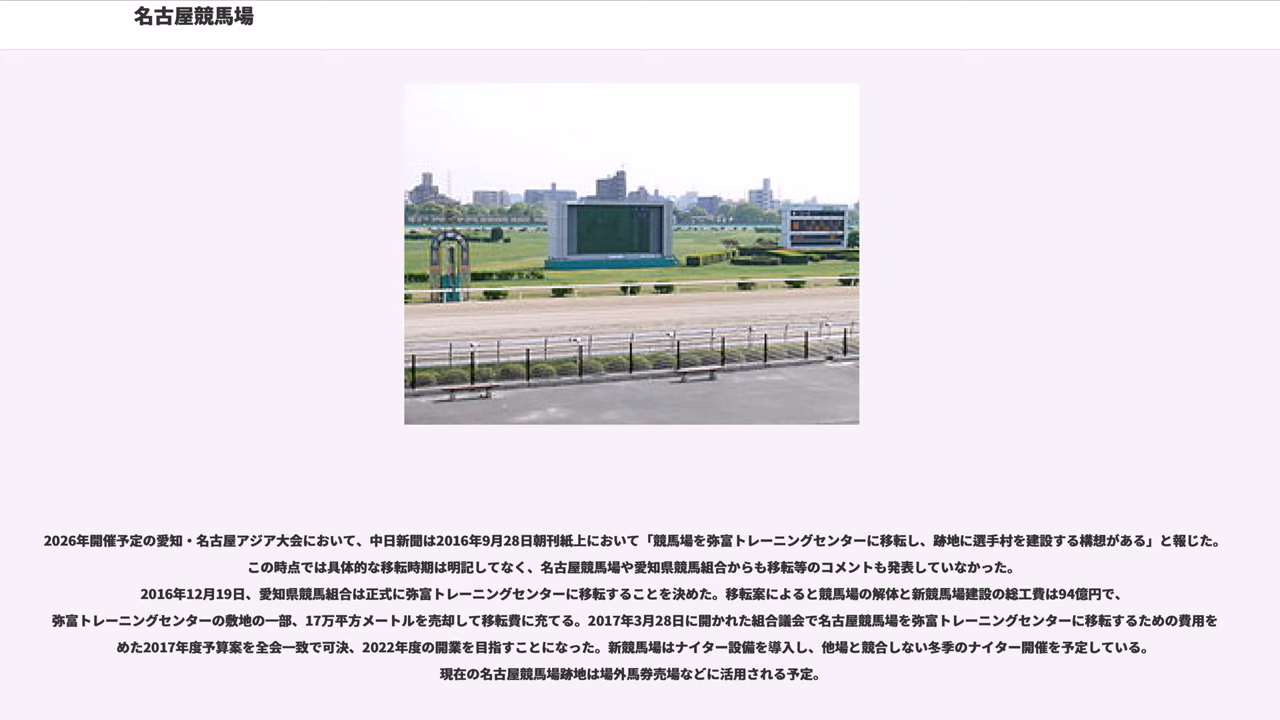 名古屋競馬場
2026年開催予定の愛知・名古屋アジア大会において、中日新聞は2016年9月28日朝刊紙上において「競馬場を弥富トレーニングセンターに移転し、跡地に選手村を建設する構想がある」と報じた。
この時点では具体的な移転時期は明記してなく、名古屋競馬場や愛知県競馬組合からも移転等のコメントも発表していなかった。
2016年12月19日、愛知県競馬組合は正式に弥富トレーニングセンターに移転することを決めた。移転案によると競馬場の解体と新競馬場建設の総工費は94億円で、
弥富トレーニングセンターの敷地の一部、17万平方メートルを売却して移転費に充てる。2017年3月28日に開かれた組合議会で名古屋競馬場を弥富トレーニングセンターに移転するための費用を
めた2017年度予算案を全会一致で可決、2022年度の開業を目指すことになった。新競馬場はナイター設備を導入し、他場と競合しない冬季のナイター開催を予定している。
現在の名古屋競馬場跡地は場外馬券売場などに活用される予定。